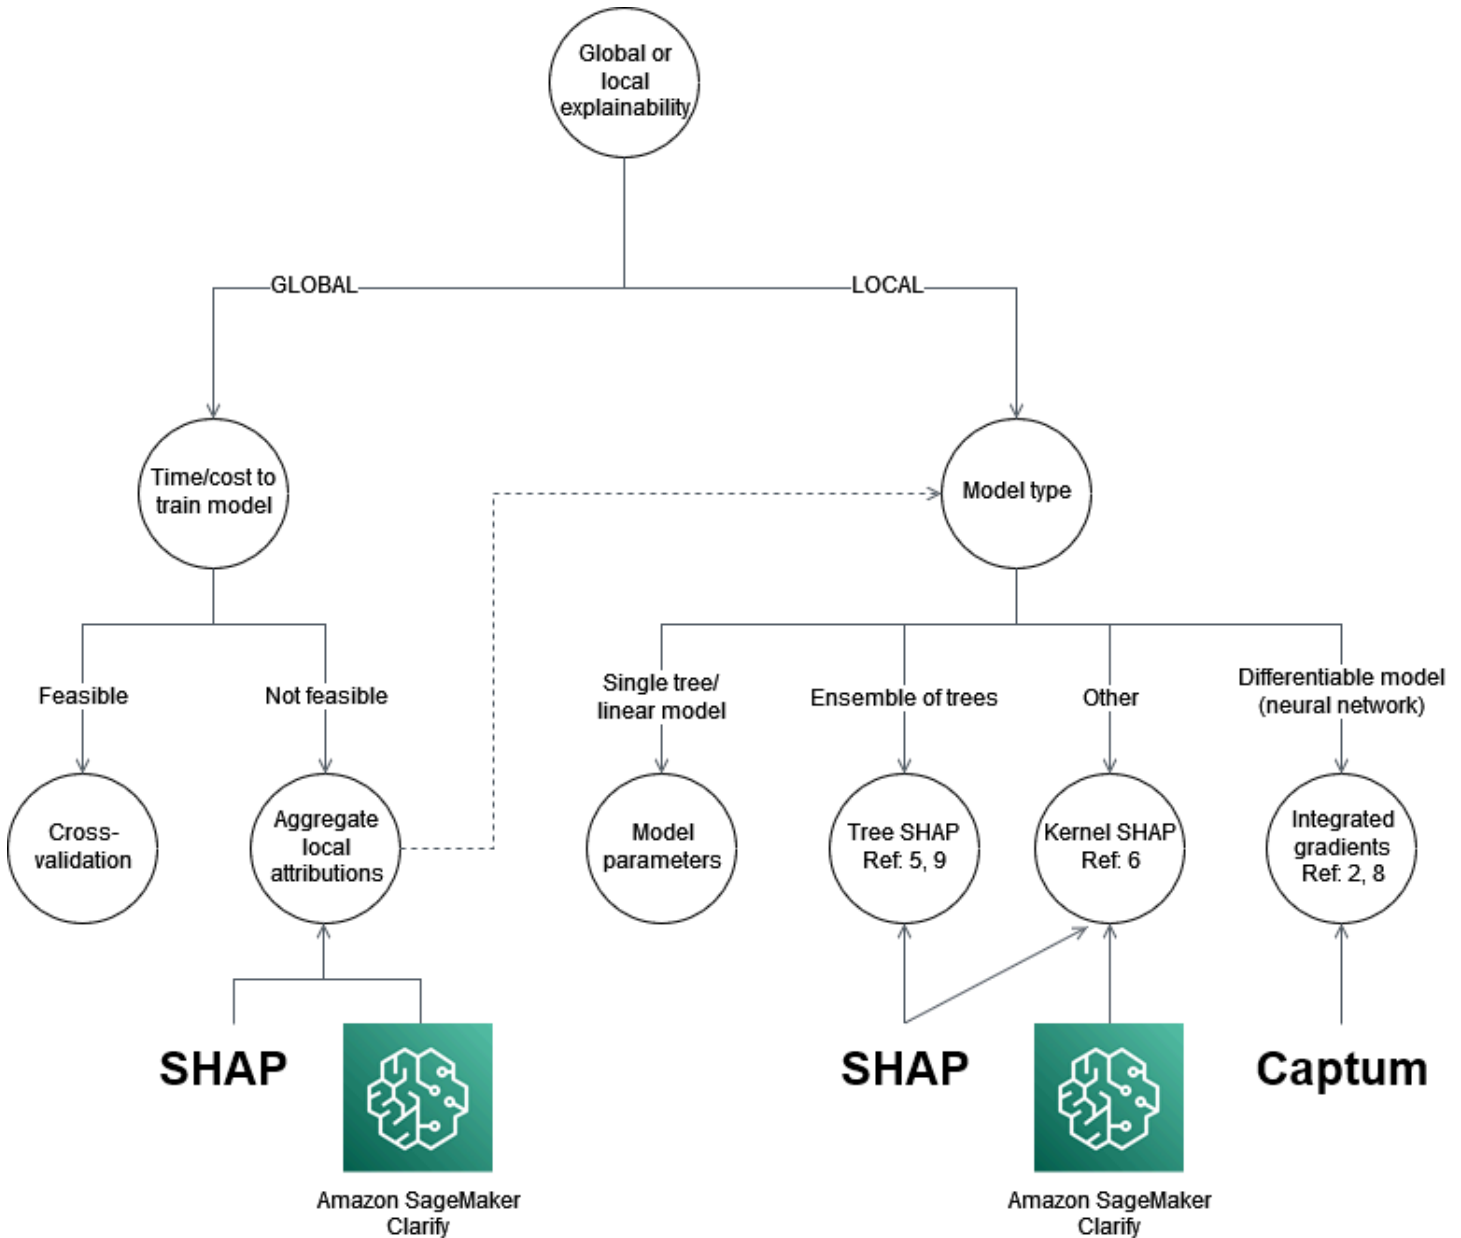 Global or
local
explainability
GLOBAL
LOCAL
Time/cost to
train model
Model type
Feasible
Not feasible
Single tree/
linear model
Ensemble of trees
Other
Differentiable model
(neural network)
Cross-
validation
Aggregate
local
attributions
Model
parameters
Tree SHAP
Ref: 5, 9
Kernel SHAP
Ref: 6
Integrated
gradients
Ref: 2, 8
SHAP
Amazon SageMaker
Clarify
SHAP
Amazon SageMaker
Clarify
Captum